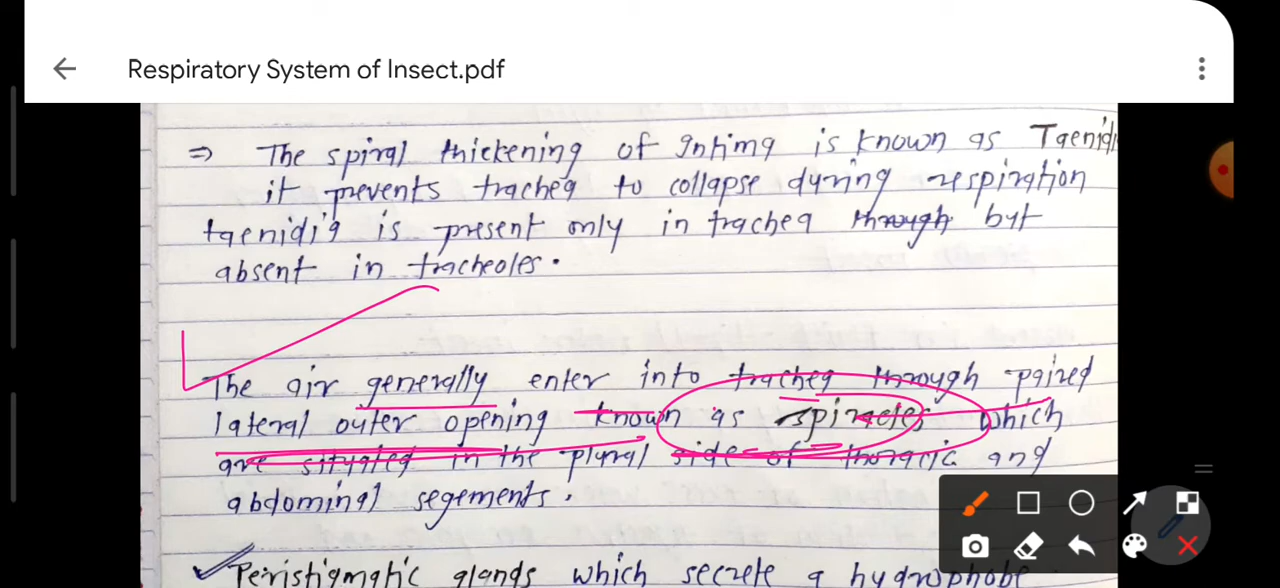 Respiratory System of Insect.pdf
⇒ The spiral thickening of Intima is known as Taenidi
it prevents trachea to collapse during respiration
taenidia is present only in trachea through but
absent in tracheoles.
The air generally enter into trachea through paired
lateral outer opening known as spiracles which
are situated in the plural side of thoracic and
abdominal segements.
Peristigmatic glands which secrete a hydrophobe